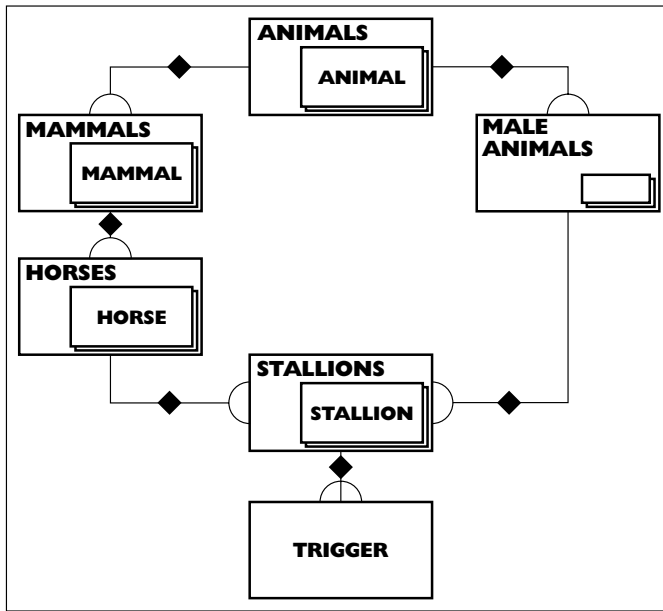 ANIMALS
ANIMAL
MAMMALS
MAMMAL
MALE
ANIMALS
HORSES
HORSE
STALLIONS
STALLION
TRIGGER